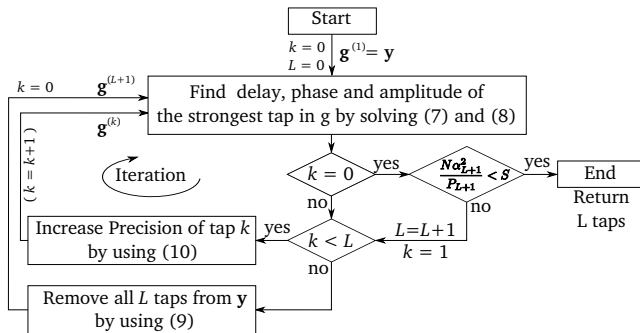 Start
k = 0
L = 0
g⁽¹⁾= y
k = 0
g⁽ᴸ⁺¹⁾
Find delay, phase and amplitude of
the strongest tap in g by solving (7) and (8)
g⁽ᵏ⁾
(k = k+1)
Iteration
k = 0
yes
Nα²_{L+1} / P_{L+1} < S
yes
End
Return
L taps
no
no
Increase Precision of tap k
by using (10)
yes
k < L
L=L+1
k = 1
no
Remove all L taps from y
by using (9)